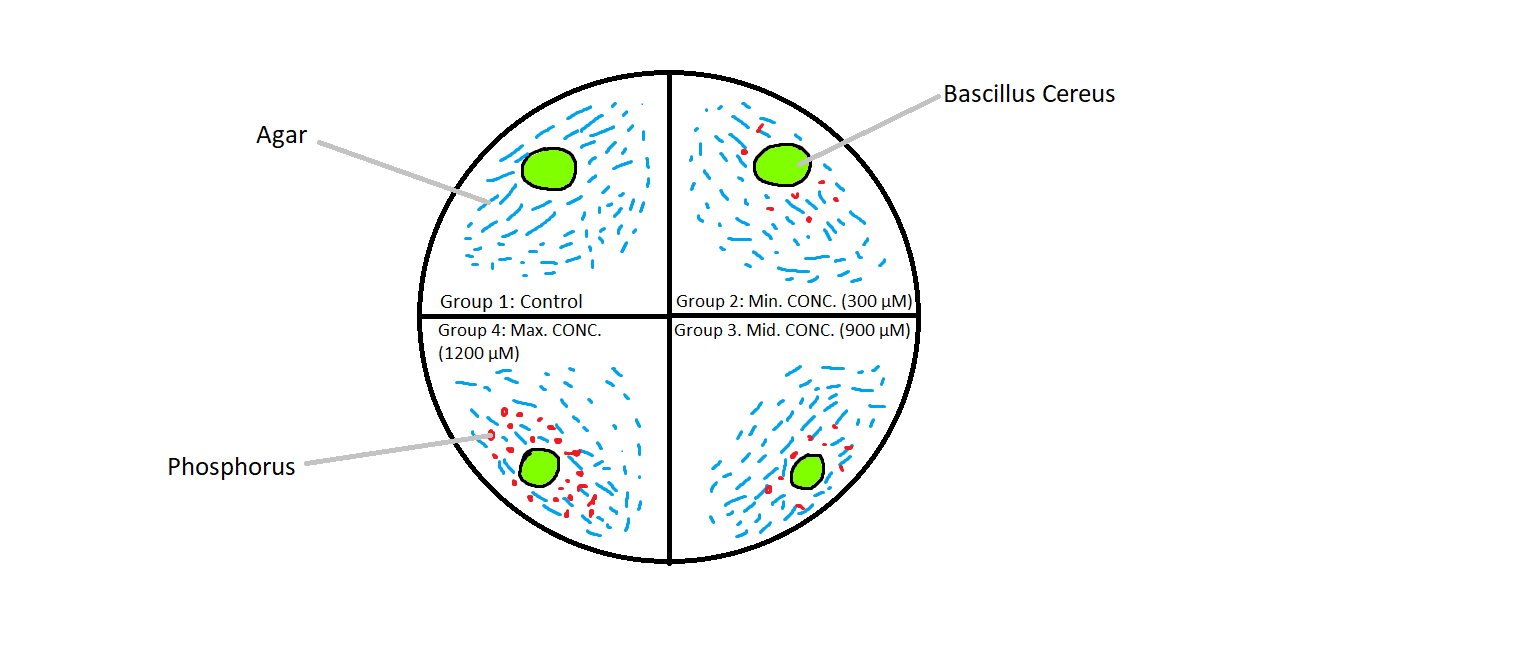 Bascillus Cereus
Agar
Group 1: Control
Group 2: Min. CONC. (300 µM)
Group 4: Max. CONC.
(1200 µM)
Group 3. Mid. CONC. (900 µM)
Phosphorus